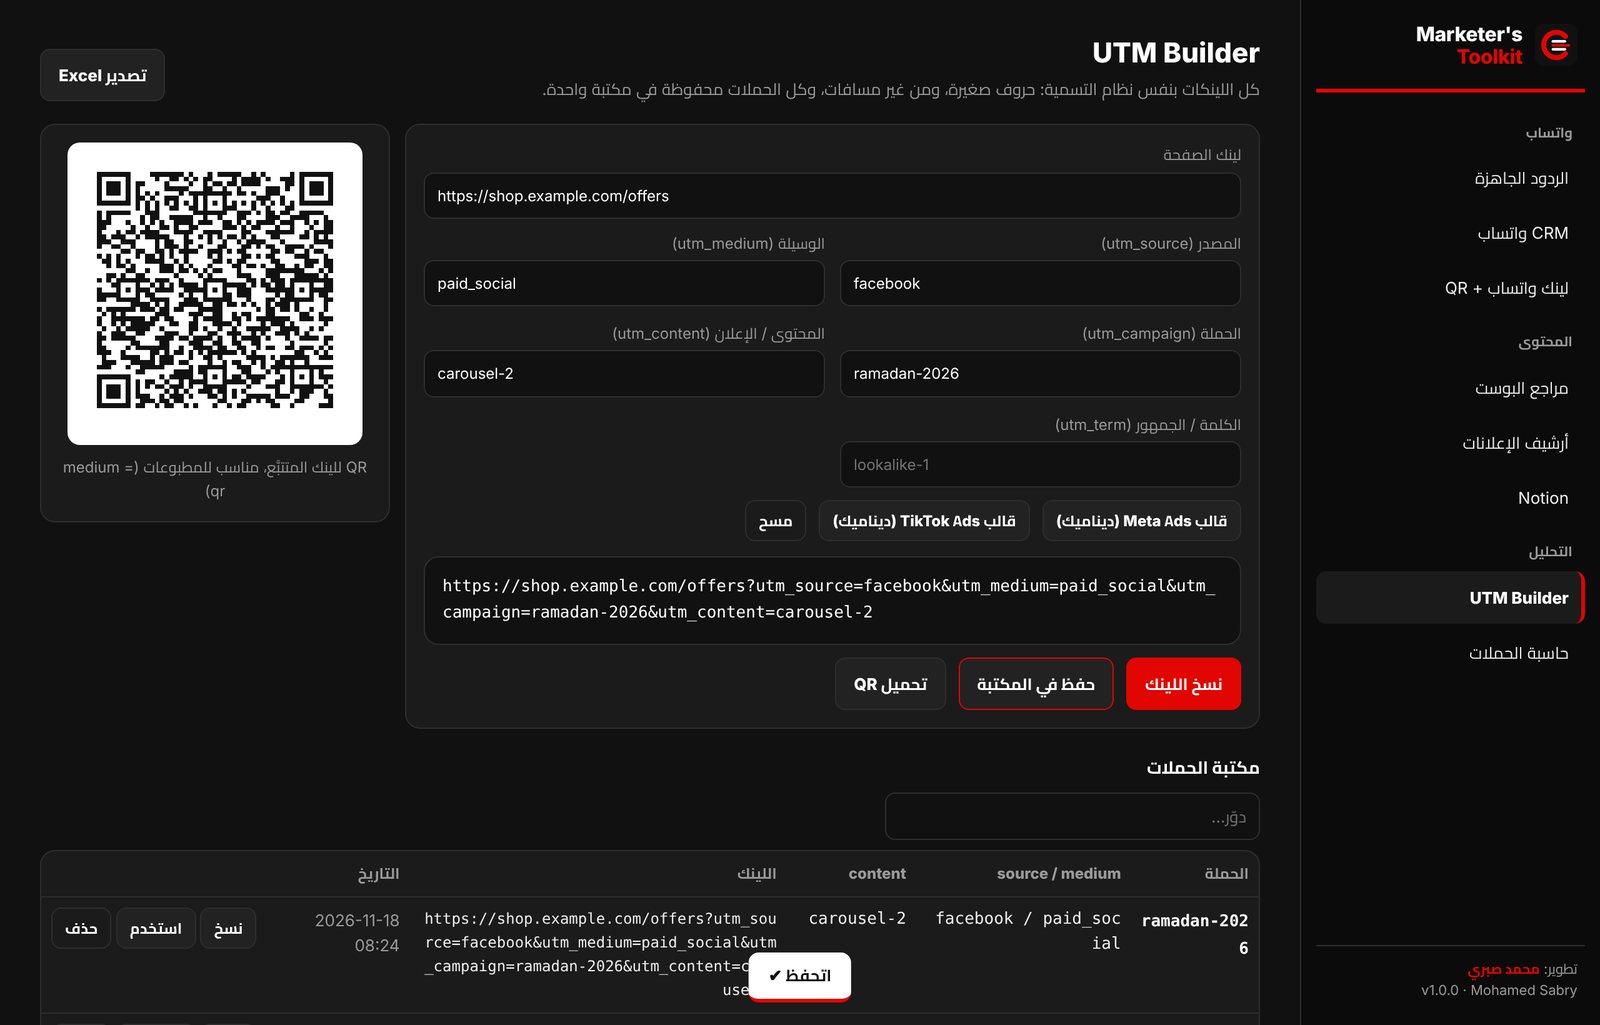 Marketer's
Toolkit
واتساب
الردود الجاهزة
CRM واتساب
لينك واتساب + QR
المحتوى
مراجع البوست
أرشيف الإعلانات
Notion
التحليل
UTM Builder
حاسبة الحملات
تطوير: محمد صبري
v1.0.0 · Mohamed Sabry
UTM Builder
كل اللينكات بنفس نظام التسمية: حروف صغيرة، ومن غير مسافات، وكل الحملات محفوظة في مكتبة واحدة.
تصدير Excel
لينك الصفحة
https://shop.example.com/offers
المصدر (utm_source)
الوسيلة (utm_medium)
facebook
paid_social
الحملة (utm_campaign)
المحتوى / الإعلان (utm_content)
ramadan-2026
carousel-2
الكلمة / الجمهور (utm_term)
lookalike-1
قالب Meta Ads (ديناميك)
قالب TikTok Ads (ديناميك)
مسح
https://shop.example.com/offers?utm_source=facebook&utm_medium=paid_social&utm_
campaign=ramadan-2026&utm_content=carousel-2
نسخ اللينك
حفظ في المكتبة
تحميل QR
QR للينك المتتبَّع، مناسب للمطبوعات (medium =
qr)
مكتبة الحملات
دوّر...
الحملة
source / medium
content
اللينك
التاريخ
ramadan-202
6
facebook / paid_soc
ial
carousel-2
https://shop.example.com/offers?utm_sou
rce=facebook&utm_medium=paid_social&utm
_campaign=ramadan-2026&utm_content=c
use
2026-11-18
08:24
نسخ
استخدم
حذف
اتحفظ ✔